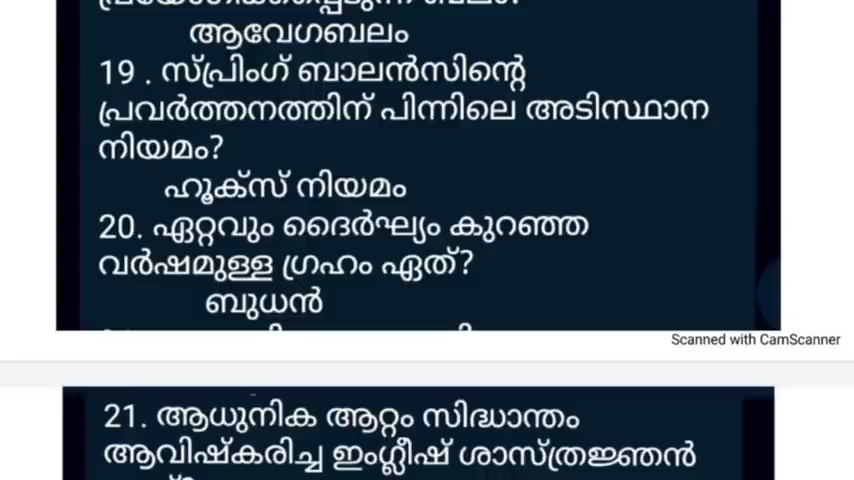 ആവേഗബലം
19 . സ്പ്രിംഗ് ബാലൻസിന്റെ
പ്രവർത്തനത്തിന് പിന്നിലെ അടിസ്ഥാന
നിയമം?
ഹൂക്സ് നിയമം
20. ഏറ്റവും ദൈർഘ്യം കുറഞ്ഞ
വർഷമുള്ള ഗ്രഹം ഏത്?
ബുധൻ
Scanned with CamScanner
21. ആധുനിക ആറ്റം സിദ്ധാന്തം
ആവിഷ്കരിച്ച ഇംഗ്ലീഷ് ശാസ്ത്രജ്ഞൻ